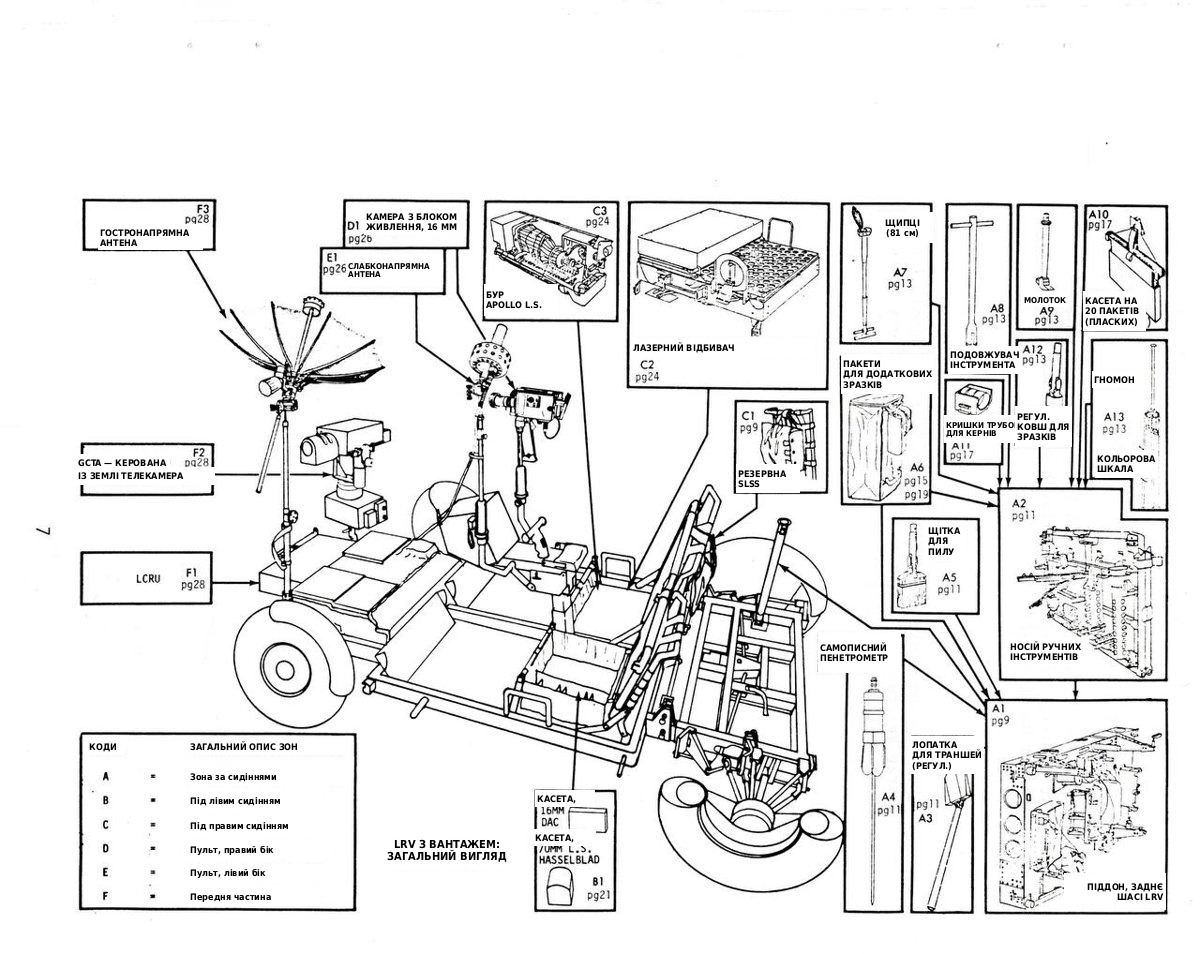 F3
pg28
ГОСТРОНАПРЯМНА
АНТЕНА
D1
pg26
КАМЕРА З БЛОКОМ
ЖИВЛЕННЯ, 16 ММ
E1
pg26
СЛАБКОНАПРЯМНА
АНТЕНА
C3
pg24
БУР
APOLLO L.S.
ЛАЗЕРНИЙ ВІДБИВАЧ
C2
pg24
ЩИПЦІ
(81 см)
A7
pg13
A8
pg13
ПОДОВЖУВАЧ
ІНСТРУМЕНТА
МОЛОТОК
A9
pg13
A10
pg17
КАСЕТА НА
20 ПАКЕТІВ
(ПЛАСКИХ)
ПАКЕТИ
ДЛЯ ДОДАТКОВИХ
ЗРАЗКІВ
A6
pg15
pg19
КРИШКИ ТРУБО
ДЛЯ КЕРНІВ
A11
pg17
A12
pg13
РЕГУЛ.
КОВШ ДЛЯ
ЗРАЗКІВ
ГНОМОН
A13
pg13
КОЛЬОРОВА
ШКАЛА
C1
pg9
РЕЗЕРВНА
SLSS
F2
pg28
GCTA — КЕРОВАНА
ІЗ ЗЕМЛІ ТЕЛЕКАМЕРА
7
LCRU
F1
pg28
A2
pg11
НОСІЙ РУЧНИХ
ІНСТРУМЕНТІВ
ЩІТКА
ДЛЯ
ПИЛУ
A5
pg11
САМОПИСНИЙ
ПЕНЕТРОМЕТР
A4
pg11
ЛОПАТКА
ДЛЯ ТРАНШЕЙ
(РЕГУЛ.)
pg11
A3
A1
pg9
ПІДДОН, ЗАДНЄ
ШАСІ LRV
КОДИ ЗАГАЛЬНИЙ ОПИС ЗОН
A = Зона за сидіннями
B = Під лівим сидінням
C = Під правим сидінням
D = Пульт, правий бік
E = Пульт, лівий бік
F = Передня частина
LRV З ВАНТАЖЕМ:
ЗАГАЛЬНИЙ ВИГЛЯД
КАСЕТА,
16MM
DAC
КАСЕТА,
70MM L.S.
HASSELBLAD
B1
pg21